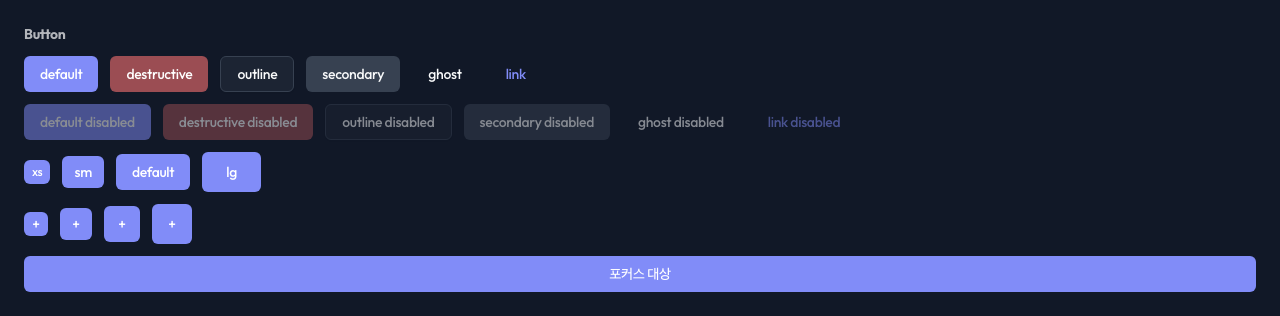 Button
default destructive outline secondary ghost link
default disabled destructive disabled outline disabled secondary disabled ghost disabled link disabled
xs sm default lg
+ + + +
포커스 대상